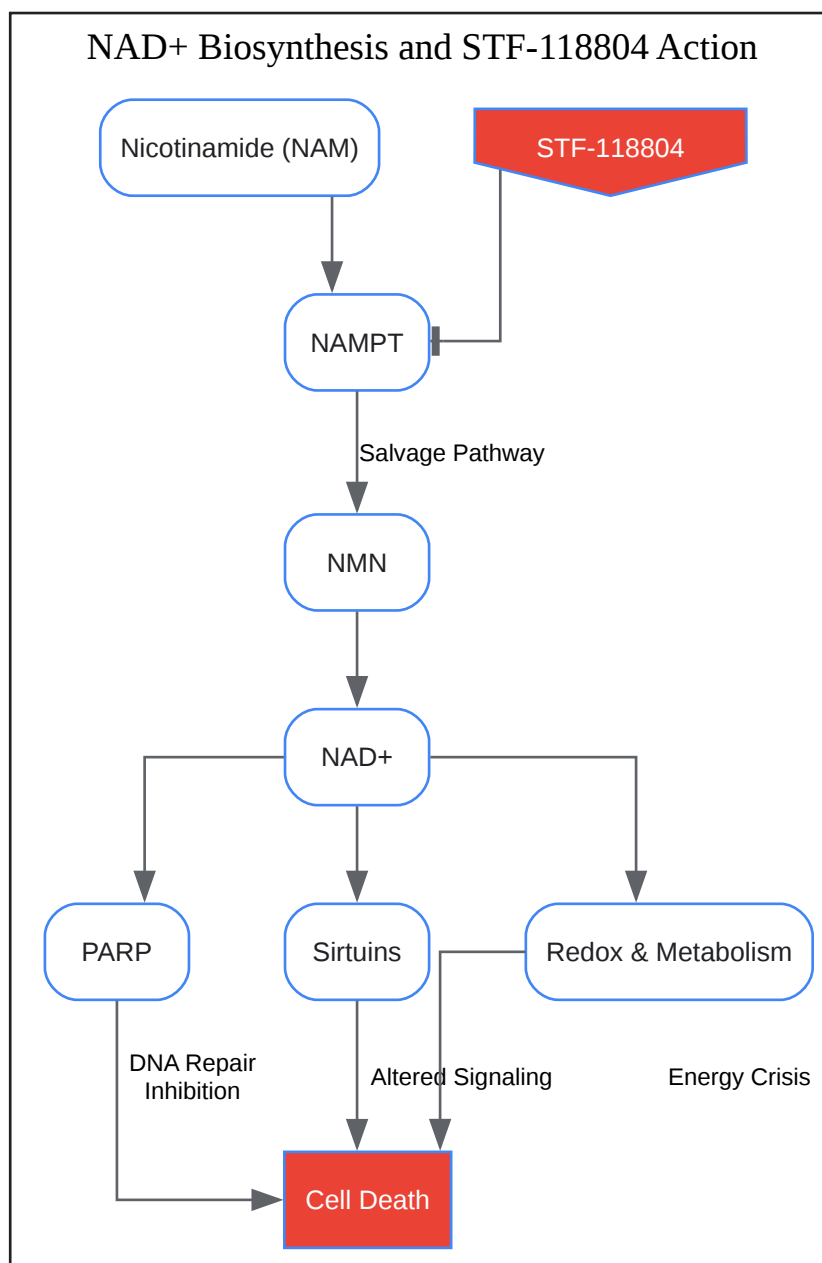 NAD+ Biosynthesis and STF-118804 Action
Nicotinamide (NAM)
STF-118804
NAMPT
Salvage Pathway
NMN
NAD+
PARP
Sirtuins
Redox & Metabolism
DNA Repair
Inhibition
Altered Signaling
Energy Crisis
Cell Death